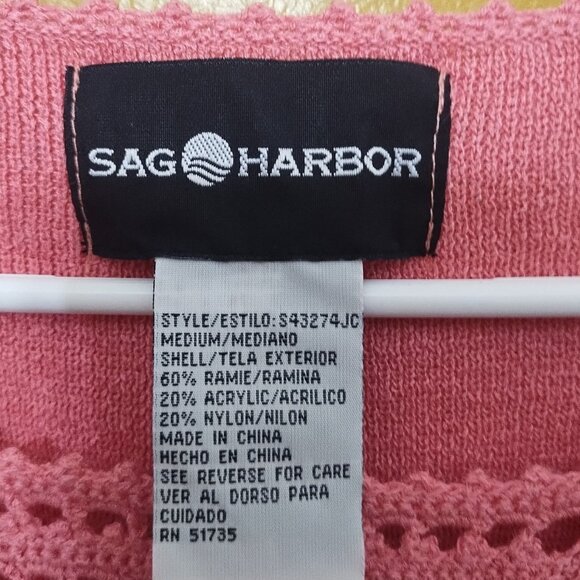 SAG HARBOR
STYLE/ESTILO:S43274JC
MEDIUM/MEDIANO
SHELL/TELA EXTERIOR
60% RAMIE/RAMINA
20% ACRYLIC/ACRILICO
20% NYLON/NILON
MADE IN CHINA
HECHO EN CHINA
SEE REVERSE FOR CARE
VER AL DORSO PARA
CUIDADO
RN 51735